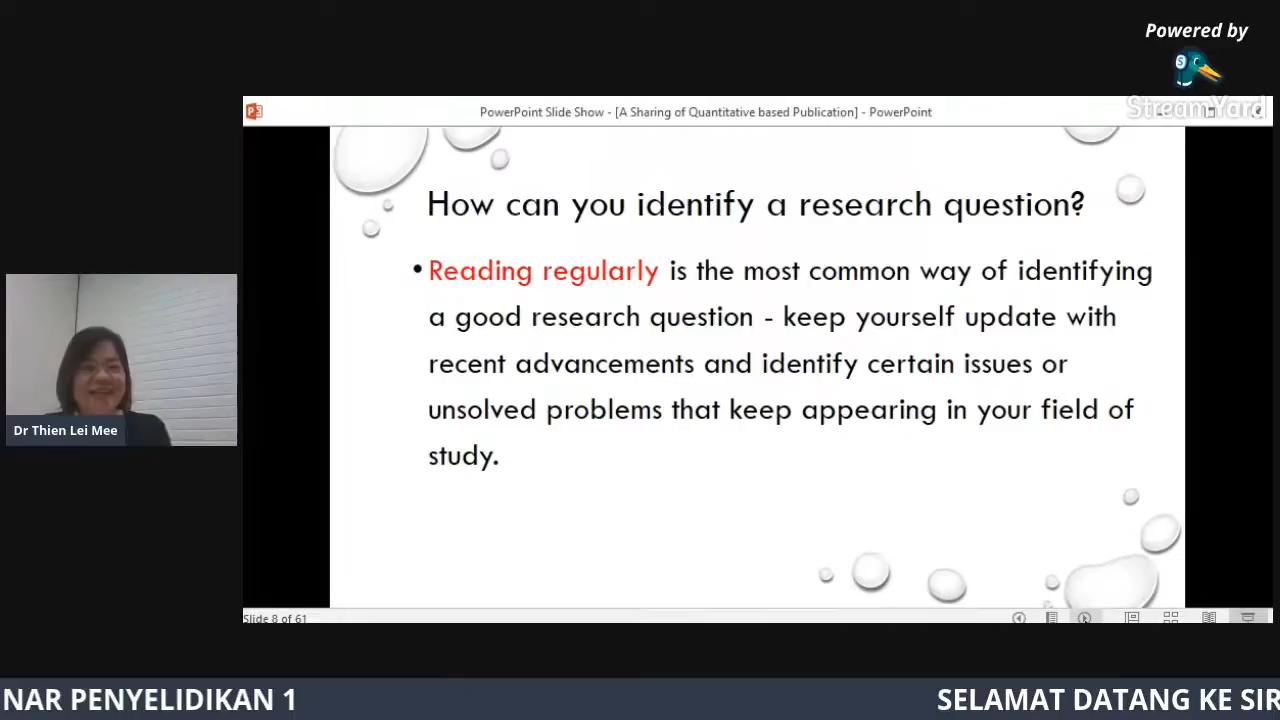 Powered by
StreamYard
PowerPoint Slide Show - [A Sharing of Quantitative based Publication] - PowerPoint
How can you identify a research question?
• Reading regularly is the most common way of identifying
a good research question - keep yourself update with
recent advancements and identify certain issues or
unsolved problems that keep appearing in your field of
study.
Dr Thien Lei Mee
Slide 8 of 61
NAR PENYELIDIKAN 1
SELAMAT DATANG KE SIR